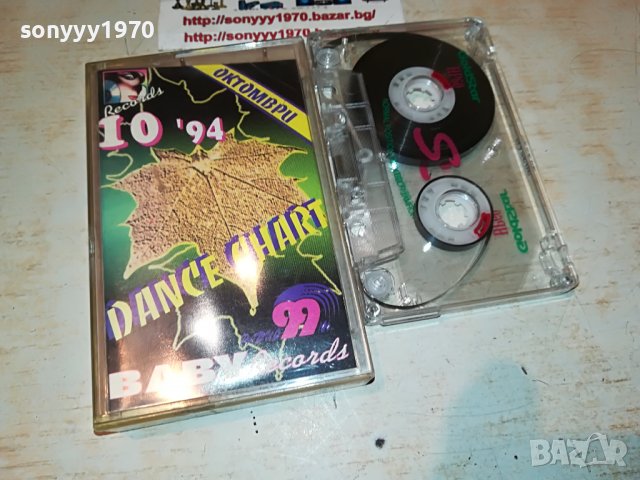 sonyyy1970
http://sonyyy1970.bazar.bg/
http://sonyyy1970.bazar.bg/
Records
10 '94
ОКТОМВРИ
DANCE CHART
99
BABY Records
BAZAR
sonyyy1970